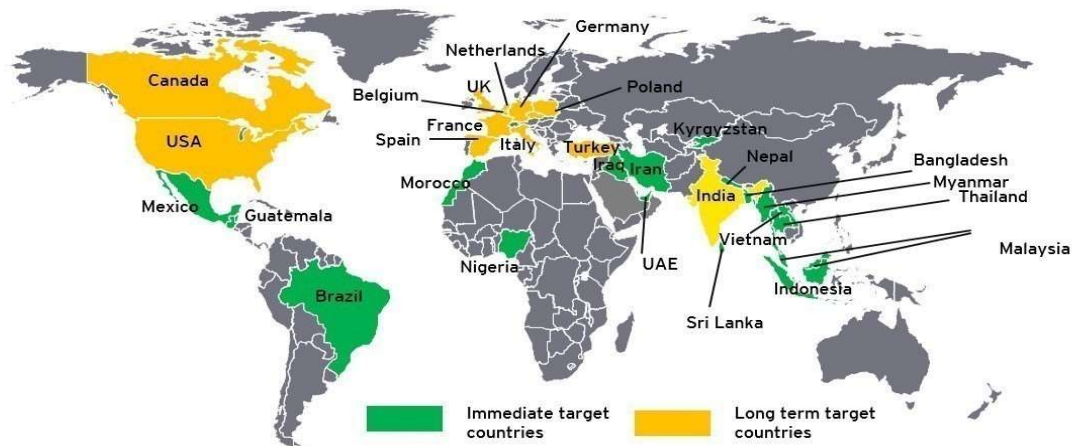 Germany
Netherlands
Canada
UK
Poland
Belgium
France
Kyrgyzstan
USA
Spain
Italy
Turkey
Nepal
Bangladesh
Iraq
Iran
Morocco
Myanmar
India
Thailand
Mexico
Guatemala
Vietnam
Malaysia
Nigeria
UAE
Indonesia
Brazil
Sri Lanka
Immediate target
countries
Long term target
countries